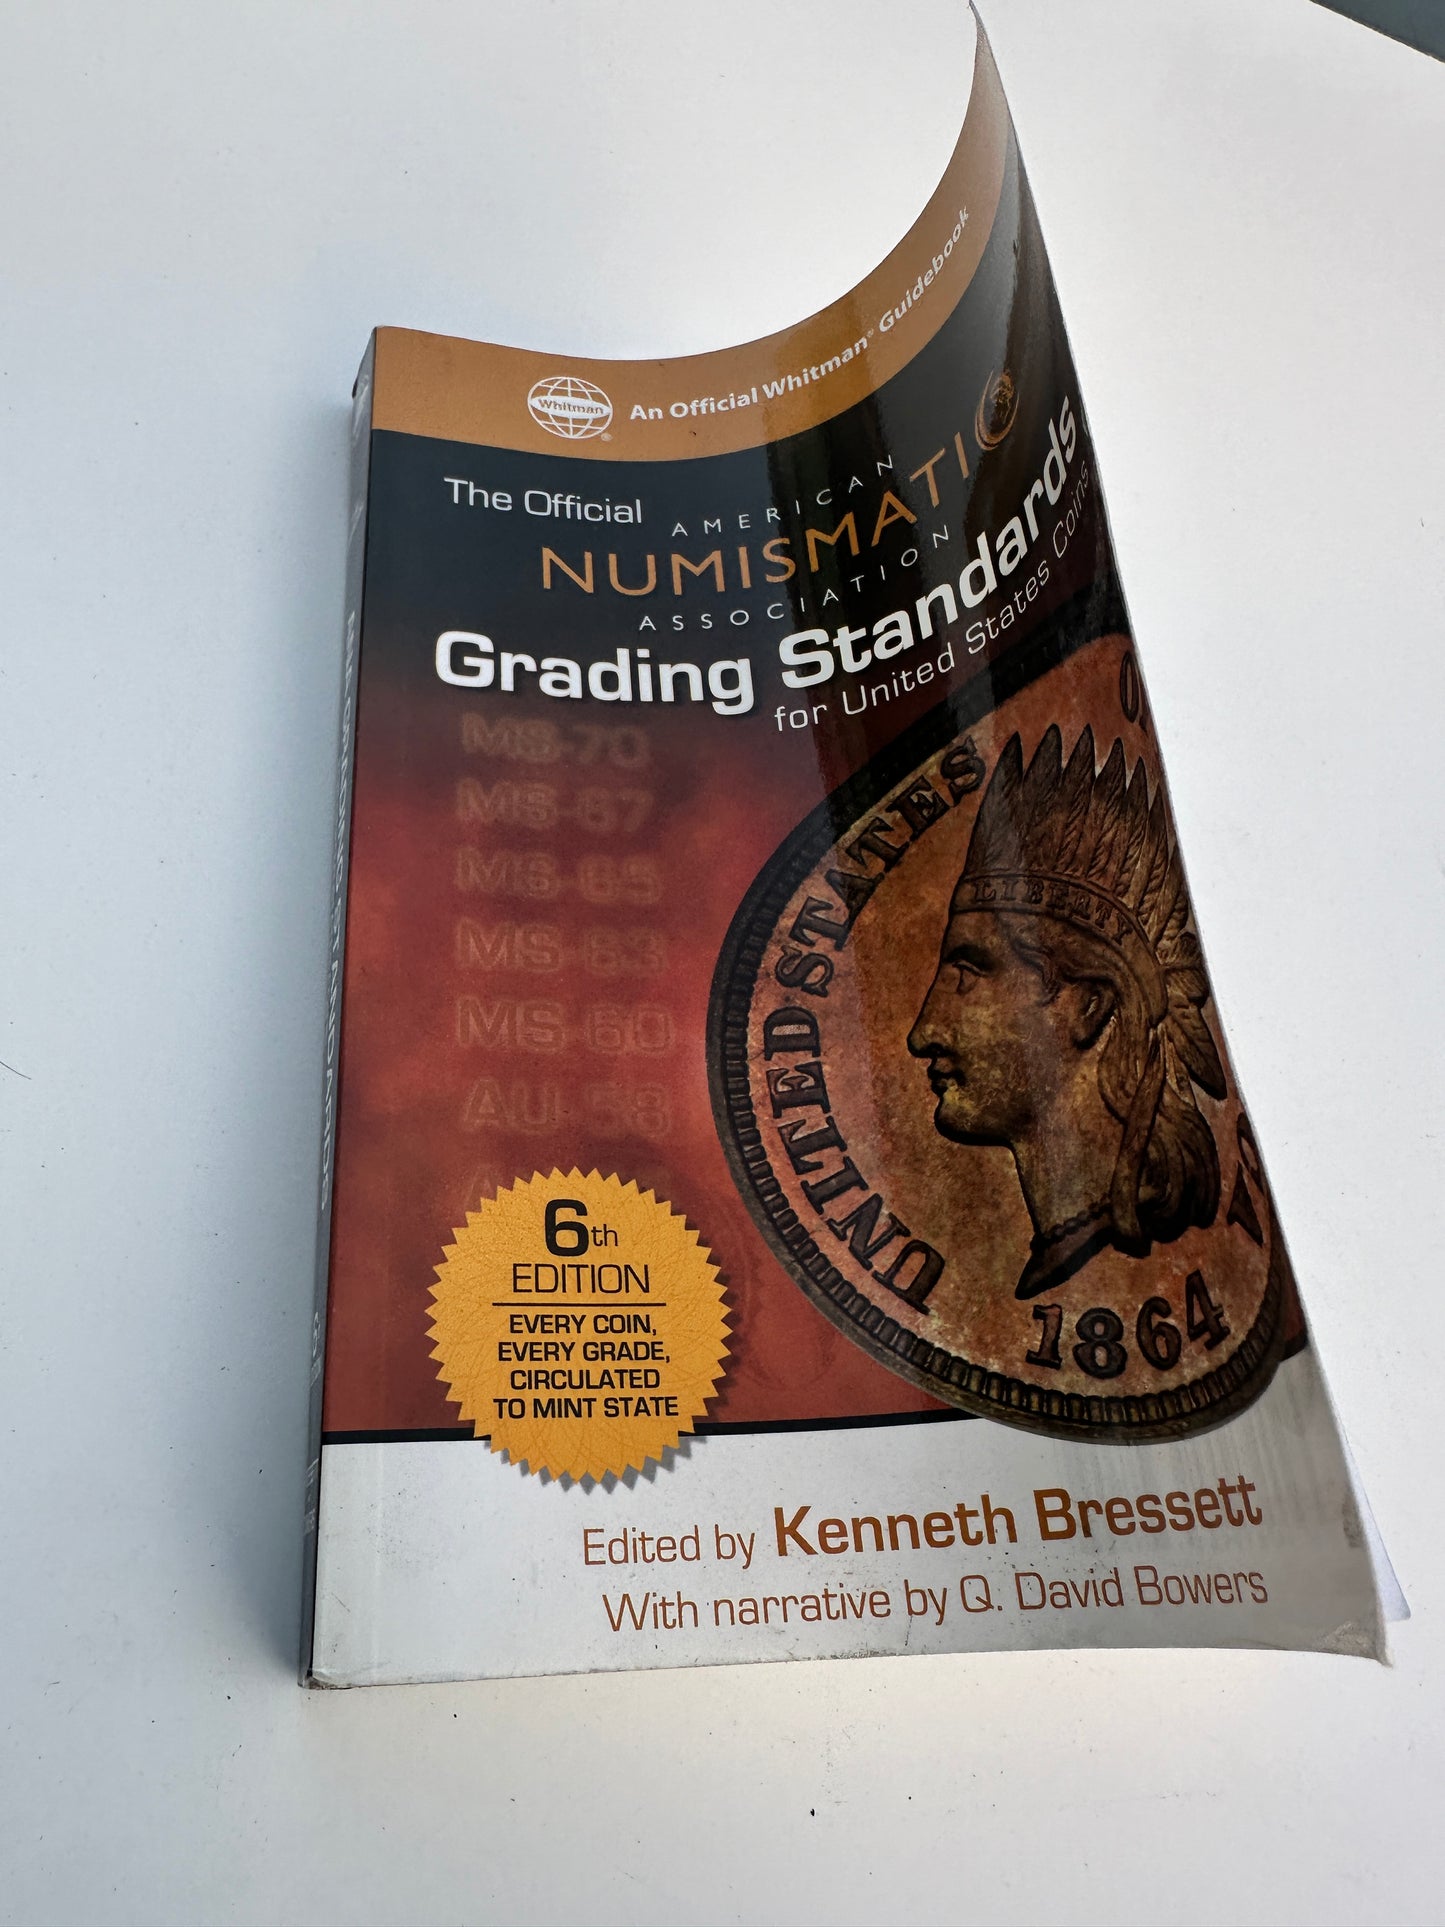 Whitman®
An Official Whitman® Guidebook
The Official
AMERICAN
NUMISMATIC
ASSOCIATION
Grading Standards
for United States Coins
MS-70
MS-67
MS-65
MS-63
MS 60
AU 58
UNITED STATES
LIBERTY
1864
6th
EDITION
EVERY COIN,
EVERY GRADE,
CIRCULATED
TO MINT STATE
Edited by Kenneth Bressett
With narrative by Q. David Bowers